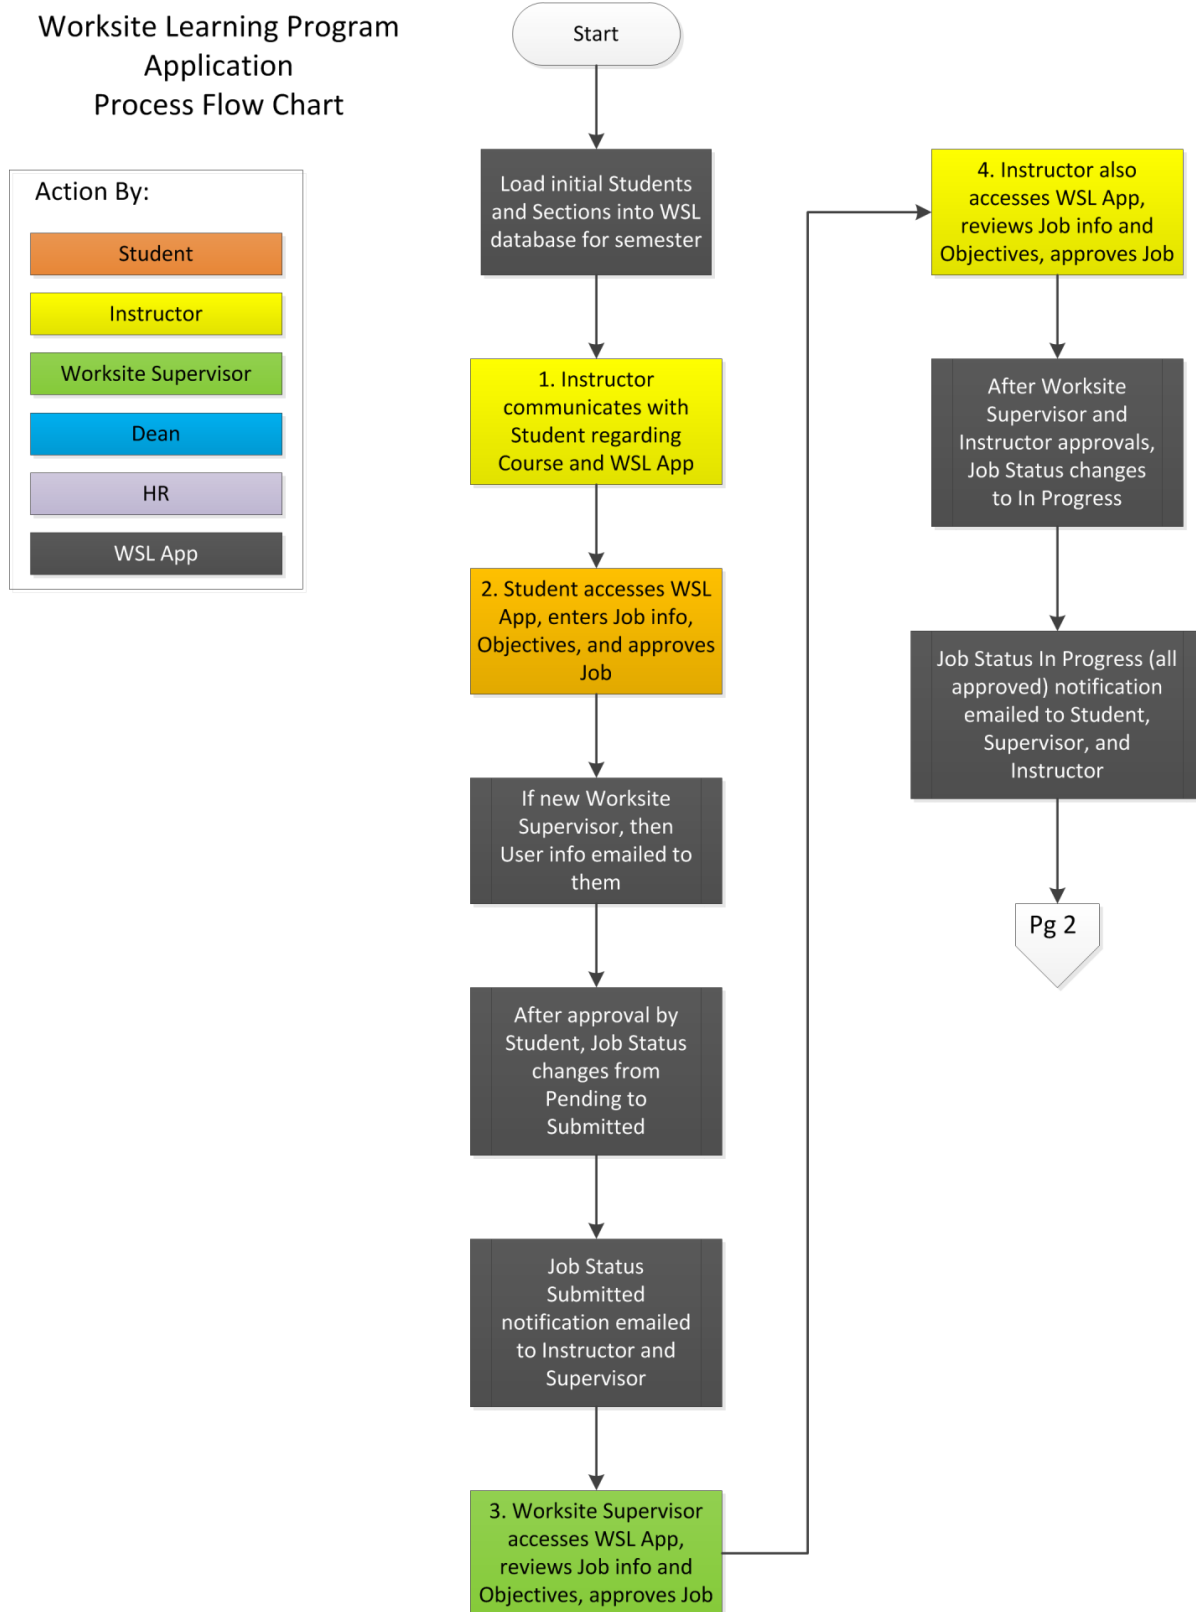 Worksite Learning Program
Application
Process Flow Chart
Action By:
Student
Instructor
Worksite Supervisor
Dean
HR
WSL App
Start
Load initial Students
and Sections into WSL
database for semester
1. Instructor
communicates with
Student regarding
Course and WSL App
2. Student accesses WSL
App, enters Job info,
Objectives, and approves
Job
If new Worksite
Supervisor, then
User info emailed to
them
After approval by
Student, Job Status
changes from
Pending to
Submitted
Job Status
Submitted
notification emailed
to Instructor and
Supervisor
3. Worksite Supervisor
accesses WSL App,
reviews Job info and
Objectives, approves Job
4. Instructor also
accesses WSL App,
reviews Job info and
Objectives, approves Job
After Worksite
Supervisor and
Instructor approvals,
Job Status changes
to In Progress
Job Status In Progress (all
approved) notification
emailed to Student,
Supervisor, and
Instructor
Pg 2